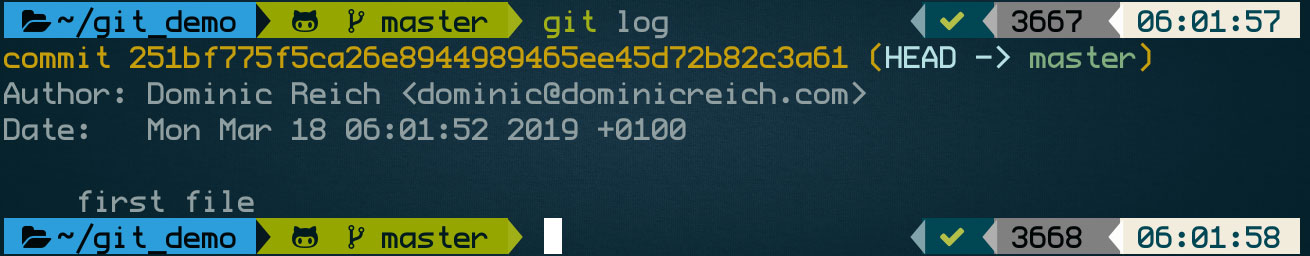 ~/git_demo master git log 3667 06:01:57
commit 251bf775f5ca26e8944989465ee45d72b82c3a61 (HEAD -> master)
Author: Dominic Reich <dominic@dominicreich.com>
Date:   Mon Mar 18 06:01:52 2019 +0100
    first file
~/git_demo master 3668 06:01:58